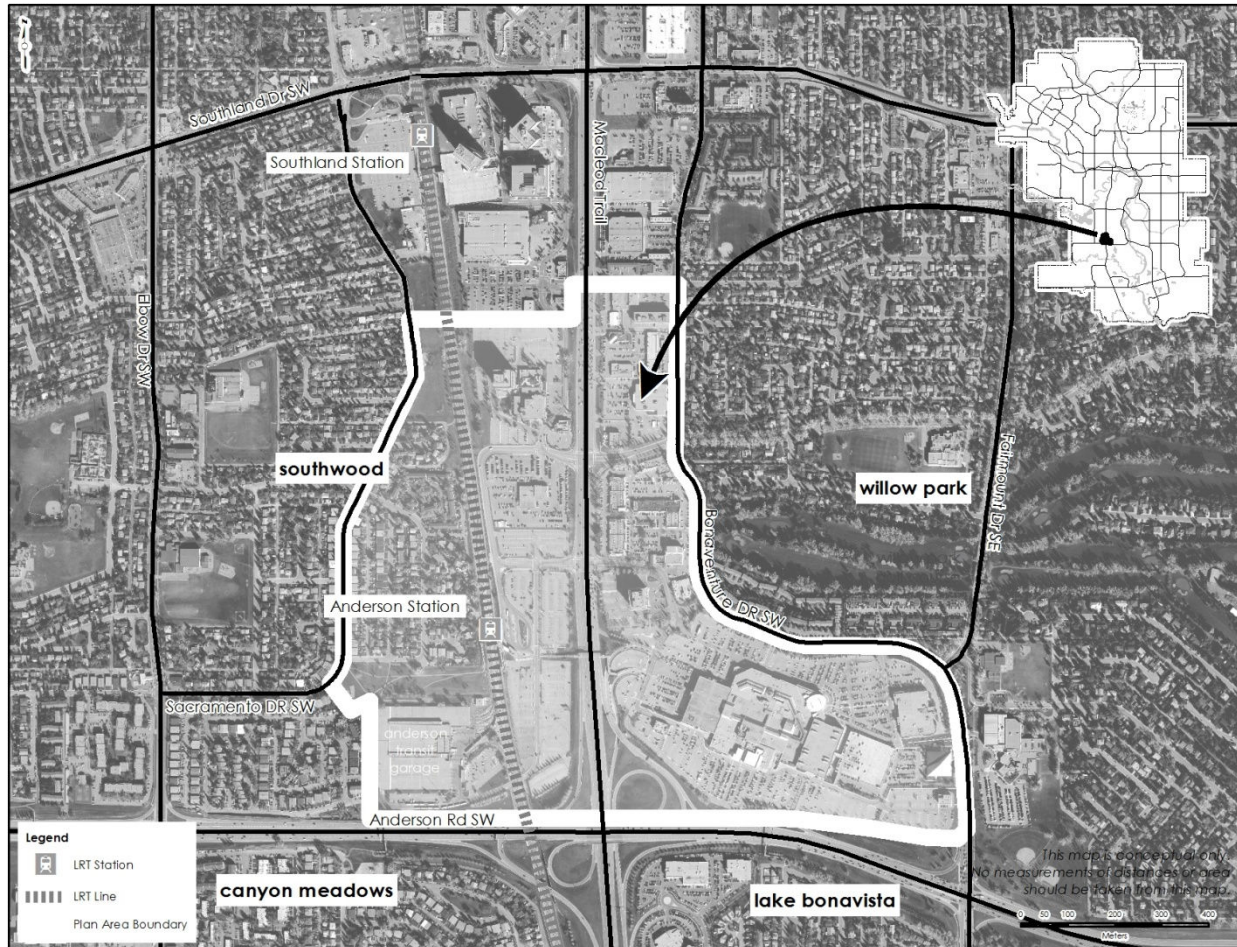 Southland Dr SW
Southland Station
Macleod Trail
Elbow Dr SW
southwood
willow park
Fairmount Dr SE
Bonaventure DR SW
Anderson Station
Sacramento DR SW
anderson
transit
garage
Anderson Rd SW
Legend
LRT Station
LRT Line
Plan Area Boundary
canyon meadows
lake bonavista
This map is conceptual only.
No measurements of distances or area
should be taken from this map.
0 50 100 200 300 400
Meters